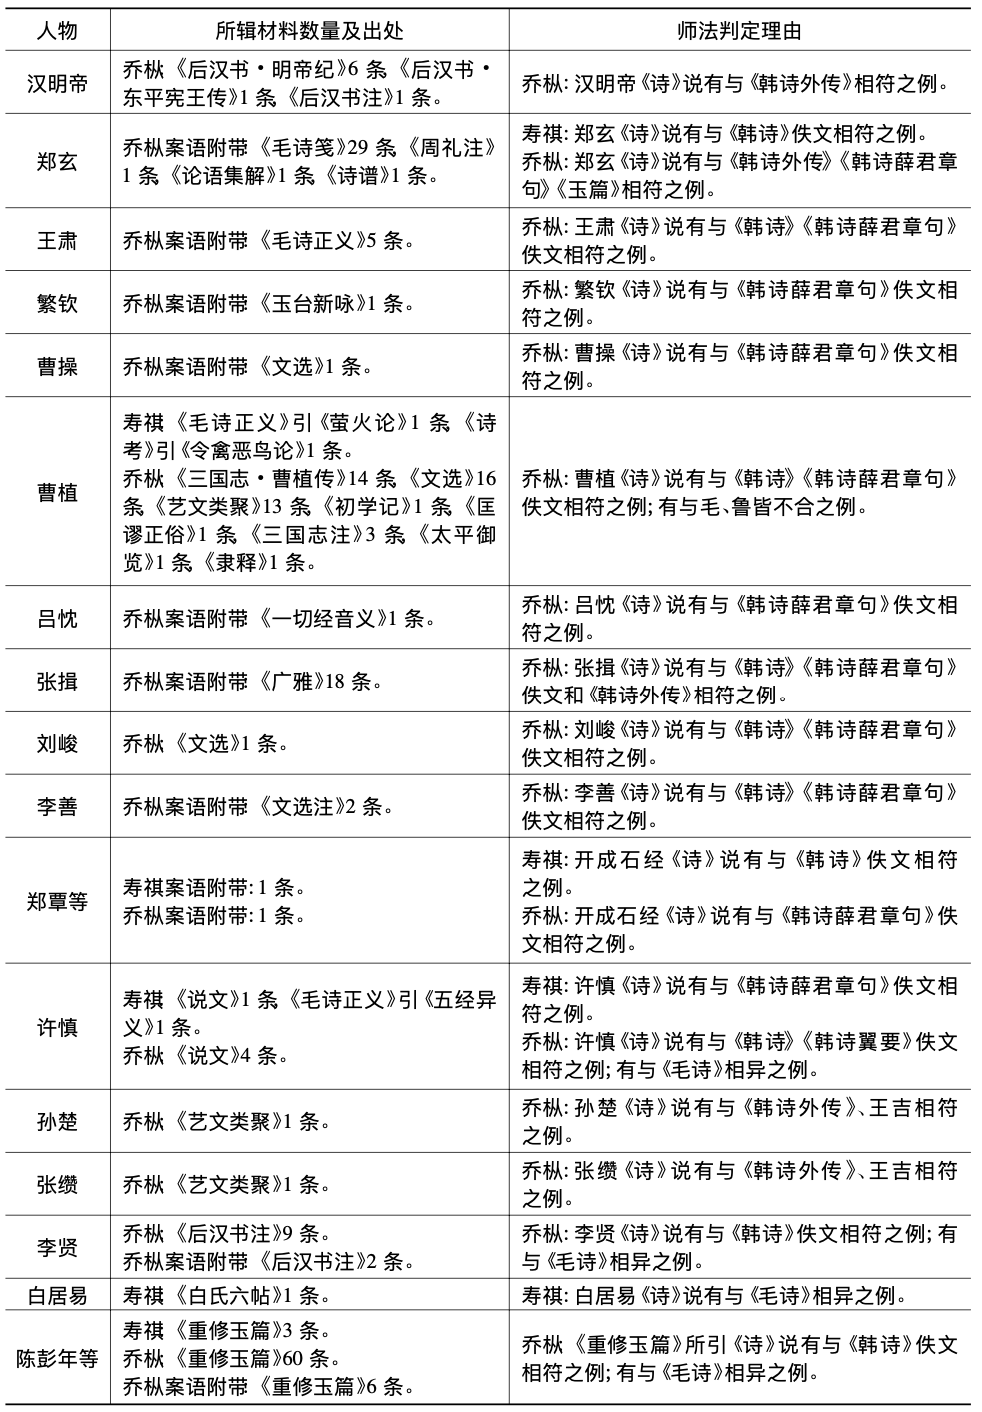 人物 所辑材料数量及出处 师法判定理由
汉明帝
乔枞:《后汉书·明帝纪》6 条、《后汉书·
东平宪王传》1 条、《后汉书注》1 条。
乔枞:汉明帝《诗》说有与《韩诗外传》相符之例。
郑玄
乔枞案语附带:《毛诗笺》29 条、《周礼注》
1 条、《论语集解》1 条、《诗谱》1 条。
寿祺:郑玄《诗》说有与《韩诗》佚文相符之例。
乔枞:郑玄《诗》说有与《韩诗外传》《韩诗薛君章
句》《玉篇》相符之例。
王肃
乔枞案语附带:《毛诗正义》5 条。
乔枞:王肃《诗》说有与《韩诗》《韩诗薛君章句》
佚文相符之例。
繁钦
乔枞案语附带:《玉台新咏》1 条。
乔枞:繁钦《诗》说有与《韩诗薛君章句》佚文相
符之例。
曹操
乔枞案语附带:《文选》1 条。
乔枞:曹操《诗》说有与《韩诗薛君章句》佚文相
符之例。
曹植
寿祺:《毛诗正义》引《萤火论》1 条、《诗
考》引《令禽恶鸟论》1 条。
乔枞:《三国志·曹植传》14 条、《文选》16
条、《艺文类聚》13 条、《初学记》1 条、《匡
谬正俗》1 条、《三国志注》3 条、《太平御
览》1 条、《隶释》1 条。
乔枞:曹植《诗》说有与《韩诗》《韩诗薛君章句》
佚文相符之例;有与毛、鲁皆不合之例。
吕忱
乔枞案语附带:《一切经音义》1 条。
乔枞:吕忱《诗》说有与《韩诗薛君章句》佚文相
符之例。
张揖
乔枞案语附带:《广雅》18 条。
乔枞:张揖《诗》说有与《韩诗》《韩诗薛君章句》
佚文和《韩诗外传》相符之例。
刘峻
乔枞:《文选》1 条。
乔枞:刘峻《诗》说有与《韩诗》《韩诗薛君章句》
佚文相符之例。
李善
乔枞案语附带:《文选注》2 条。
乔枞:李善《诗》说有与《韩诗》《韩诗薛君章句》
佚文相符之例。
郑覃等
寿祺案语附带:1 条。
乔枞案语附带:1 条。
寿祺:开成石经《诗》说有与《韩诗》佚文相符
之例。
乔枞:开成石经《诗》说有与《韩诗薛君章句》佚
文相符之例。
许慎
寿祺:《说文》1 条、《毛诗正义》引《五经异
义》1 条。
乔枞:《说文》4 条。
寿祺:许慎《诗》说有与《韩诗薛君章句》佚文相
符之例。
乔枞:许慎《诗》说有与《韩诗》《韩诗翼要》佚文
相符之例;有与《毛诗》相异之例。
孙楚
乔枞:《艺文类聚》1 条。
乔枞:孙楚《诗》说有与《韩诗外传》、王吉相符
之例。
张缵
乔枞:《艺文类聚》1 条。
乔枞:张缵《诗》说有与《韩诗外传》、王吉相符
之例。
李贤
乔枞:《后汉书注》9 条。
乔枞案语附带:《后汉书注》2 条。
乔枞:李贤《诗》说有与《韩诗》佚文相符之例;有
与《毛诗》相异之例。
白居易
寿祺:《白氏六帖》1 条。
寿祺:白居易《诗》说有与《毛诗》相异之例。
陈彭年等
寿祺:《重修玉篇》3 条。
乔枞:《重修玉篇》60 条。
乔枞案语附带:《重修玉篇》6 条。
乔枞:《重修玉篇》所引《诗》说有与《韩诗》佚文
相符之例;有与《毛诗》相异之例。